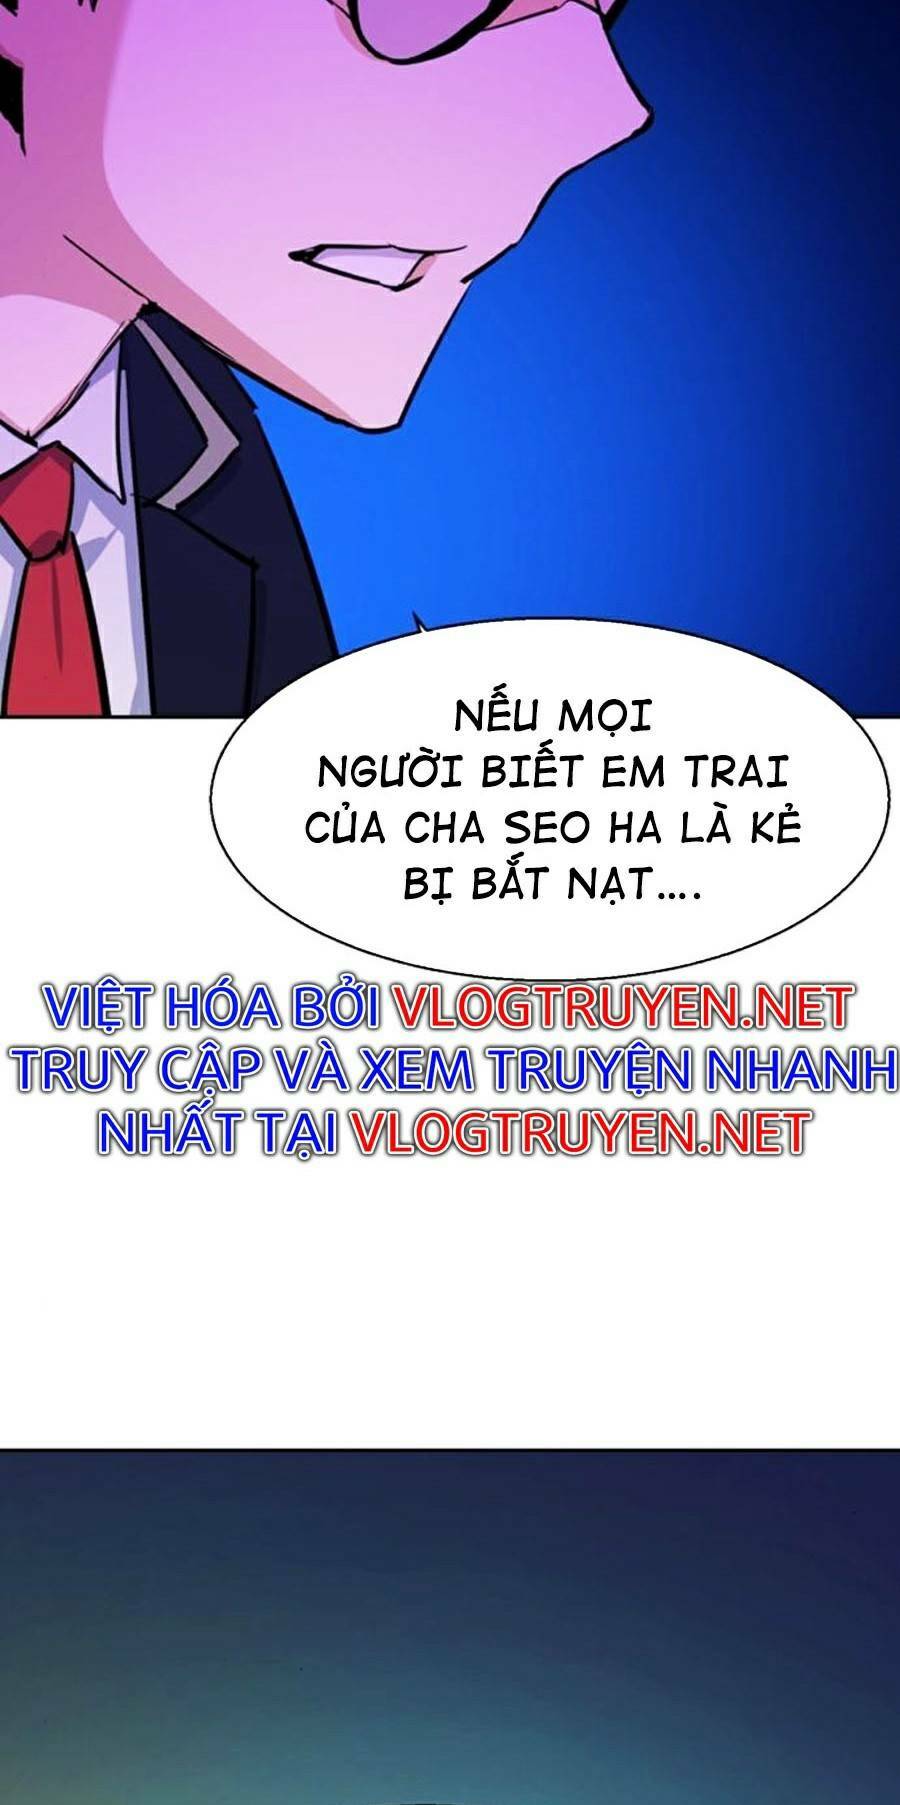 NẾU MỌI
NGƯỜI BIẾT EM TRAI
CỦA CHA SEO HA LÀ KẺ
BỊ BẮT NẠT....
VIỆT HÓA BỞI VLOGTRUYEN.NET
TRUY CẬP VÀ XEM TRUYỆN NHANH
NHẤT TẠI VLOGTRUYEN.NET